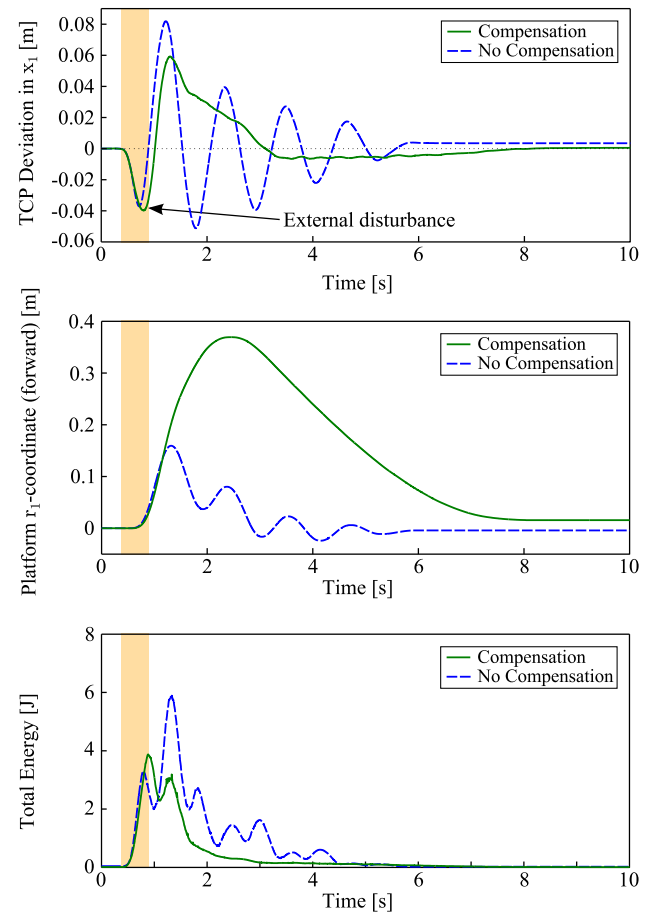 TCP Deviation in x1 [m]
0.08
0.06
0.04
0.02
0
-0.02
-0.04
-0.06
Compensation
No Compensation
External disturbance
0 2 4 6 8 10
Time [s]
Platform r1-coordinate (forward) [m]
0.4
0.3
0.2
0.1
0
Compensation
No Compensation
0 2 4 6 8 10
Time [s]
Total Energy [J]
8
6
4
2
0
Compensation
No Compensation
0 2 4 6 8 10
Time [s]